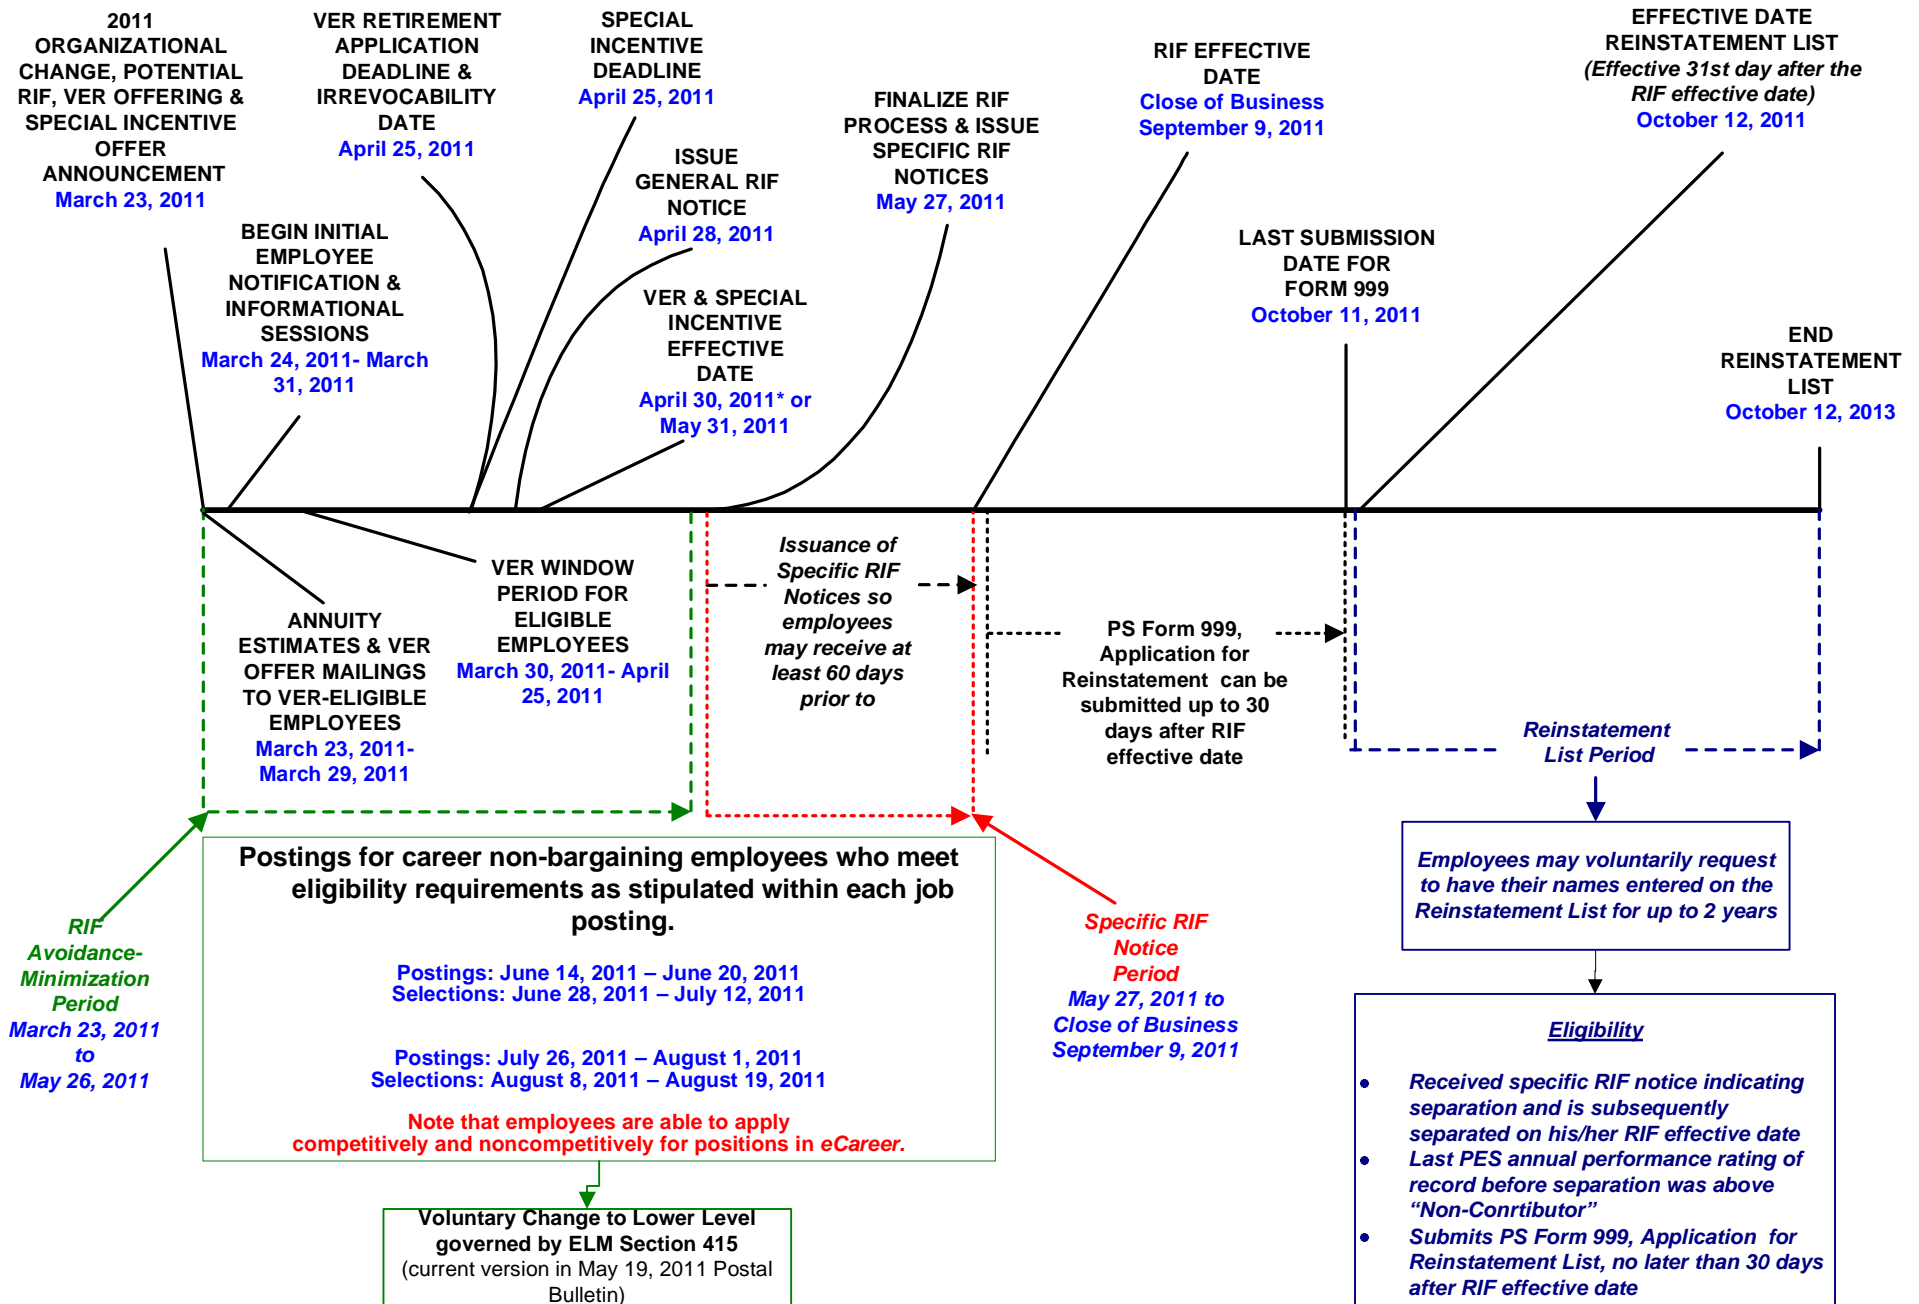 2011
ORGANIZATIONAL
CHANGE, POTENTIAL
RIF, VER OFFERING &
SPECIAL INCENTIVE
OFFER
ANNOUNCEMENT
March 23, 2011
VER RETIREMENT
APPLICATION
DEADLINE &
IRREVOCABILITY
DATE
April 25, 2011
SPECIAL
INCENTIVE
DEADLINE
April 25, 2011
BEGIN INITIAL
EMPLOYEE
NOTIFICATION &
INFORMATIONAL
SESSIONS
March 24, 2011- March
31, 2011
ISSUE
GENERAL RIF
NOTICE
April 28, 2011
VER & SPECIAL
INCENTIVE
EFFECTIVE
DATE
April 30, 2011* or
May 31, 2011
FINALIZE RIF
PROCESS & ISSUE
SPECIFIC RIF
NOTICES
May 27, 2011
RIF EFFECTIVE
DATE
Close of Business
September 9, 2011
LAST SUBMISSION
DATE FOR
FORM 999
October 11, 2011
EFFECTIVE DATE
REINSTATEMENT LIST
(Effective 31st day after the
RIF effective date)
October 12, 2011
END
REINSTATEMENT
LIST
October 12, 2013
ANNUITY
ESTIMATES & VER
OFFER MAILINGS
TO VER-ELIGIBLE
EMPLOYEES
March 23, 2011-
March 29, 2011
VER WINDOW
PERIOD FOR
ELIGIBLE
EMPLOYEES
March 30, 2011- April
25, 2011
Issuance of
Specific RIF
Notices so
employees
may receive at
least 60 days
prior to
PS Form 999,
Application for
Reinstatement can be
submitted up to 30
days after RIF
effective date
Reinstatement
List Period
RIF
Avoidance-
Minimization
Period
March 23, 2011
to
May 26, 2011
Postings for career non-bargaining employees who meet
eligibility requirements as stipulated within each job
posting.
Postings: June 14, 2011 – June 20, 2011
Selections: June 28, 2011 – July 12, 2011
Postings: July 26, 2011 – August 1, 2011
Selections: August 8, 2011 – August 19, 2011
Note that employees are able to apply
competitively and noncompetitively for positions in eCareer.
Voluntary Change to Lower Level
governed by ELM Section 415
(current version in May 19, 2011 Postal
Bulletin)
Specific RIF
Notice
Period
May 27, 2011 to
Close of Business
September 9, 2011
Employees may voluntarily request
to have their names entered on the
Reinstatement List for up to 2 years
Eligibility
• Received specific RIF notice indicating
separation and is subsequently
separated on his/her RIF effective date
• Last PES annual performance rating of
record before separation was above
“Non-Conrtibutor”
• Submits PS Form 999, Application for
Reinstatement List, no later than 30 days
after RIF effective date